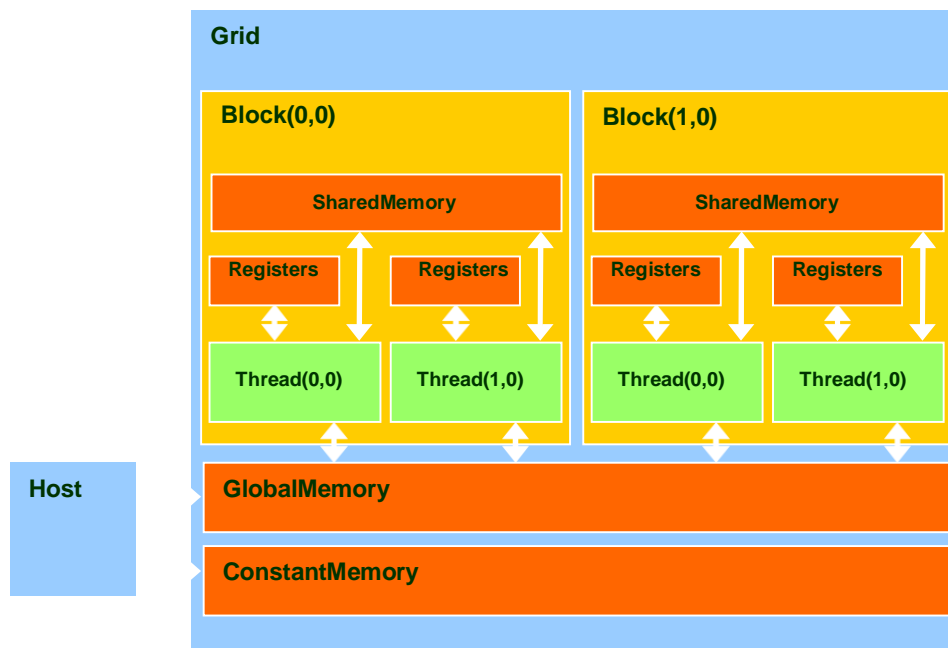 Grid
Block(0,0)
Block(1,0)
SharedMemory
SharedMemory
Registers
Registers
Registers
Registers
Thread(0,0)
Thread(1,0)
Thread(0,0)
Thread(1,0)
Host
GlobalMemory
ConstantMemory